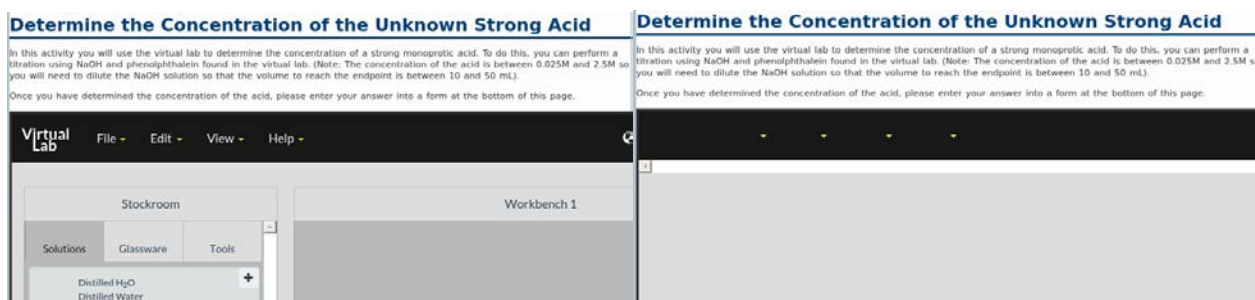 Determine the Concentration of the Unknown Strong Acid
In this activity you will use the virtual lab to determine the concentration of a strong monoprotic acid. To do this, you can perform a
titration using NaOH and phenolphthalein found in the virtual lab. (Note: The concentration of the acid is between 0.025M and 2.5M so
you will need to dilute the NaOH solution so that the volume to reach the endpoint is between 10 and 50 mL).
Once you have determined the concentration of the acid, please enter your answer into a form at the bottom of this page.
Virtual Lab
File Edit View Help
Stockroom
Workbench 1
Solutions Glassware Tools
Distilled H₂O
Distilled Water
Determine the Concentration of the Unknown Strong Acid
In this activity you will use the virtual lab to determine the concentration of a strong monoprotic acid. To do this, you can perform a
titration using NaOH and phenolphthalein found in the virtual lab. (Note: The concentration of the acid is between 0.025M and 2.5M s
you will need to dilute the NaOH solution so that the volume to reach the endpoint is between 10 and 50 mL).
Once you have determined the concentration of the acid, please enter your answer into a form at the bottom of this page.